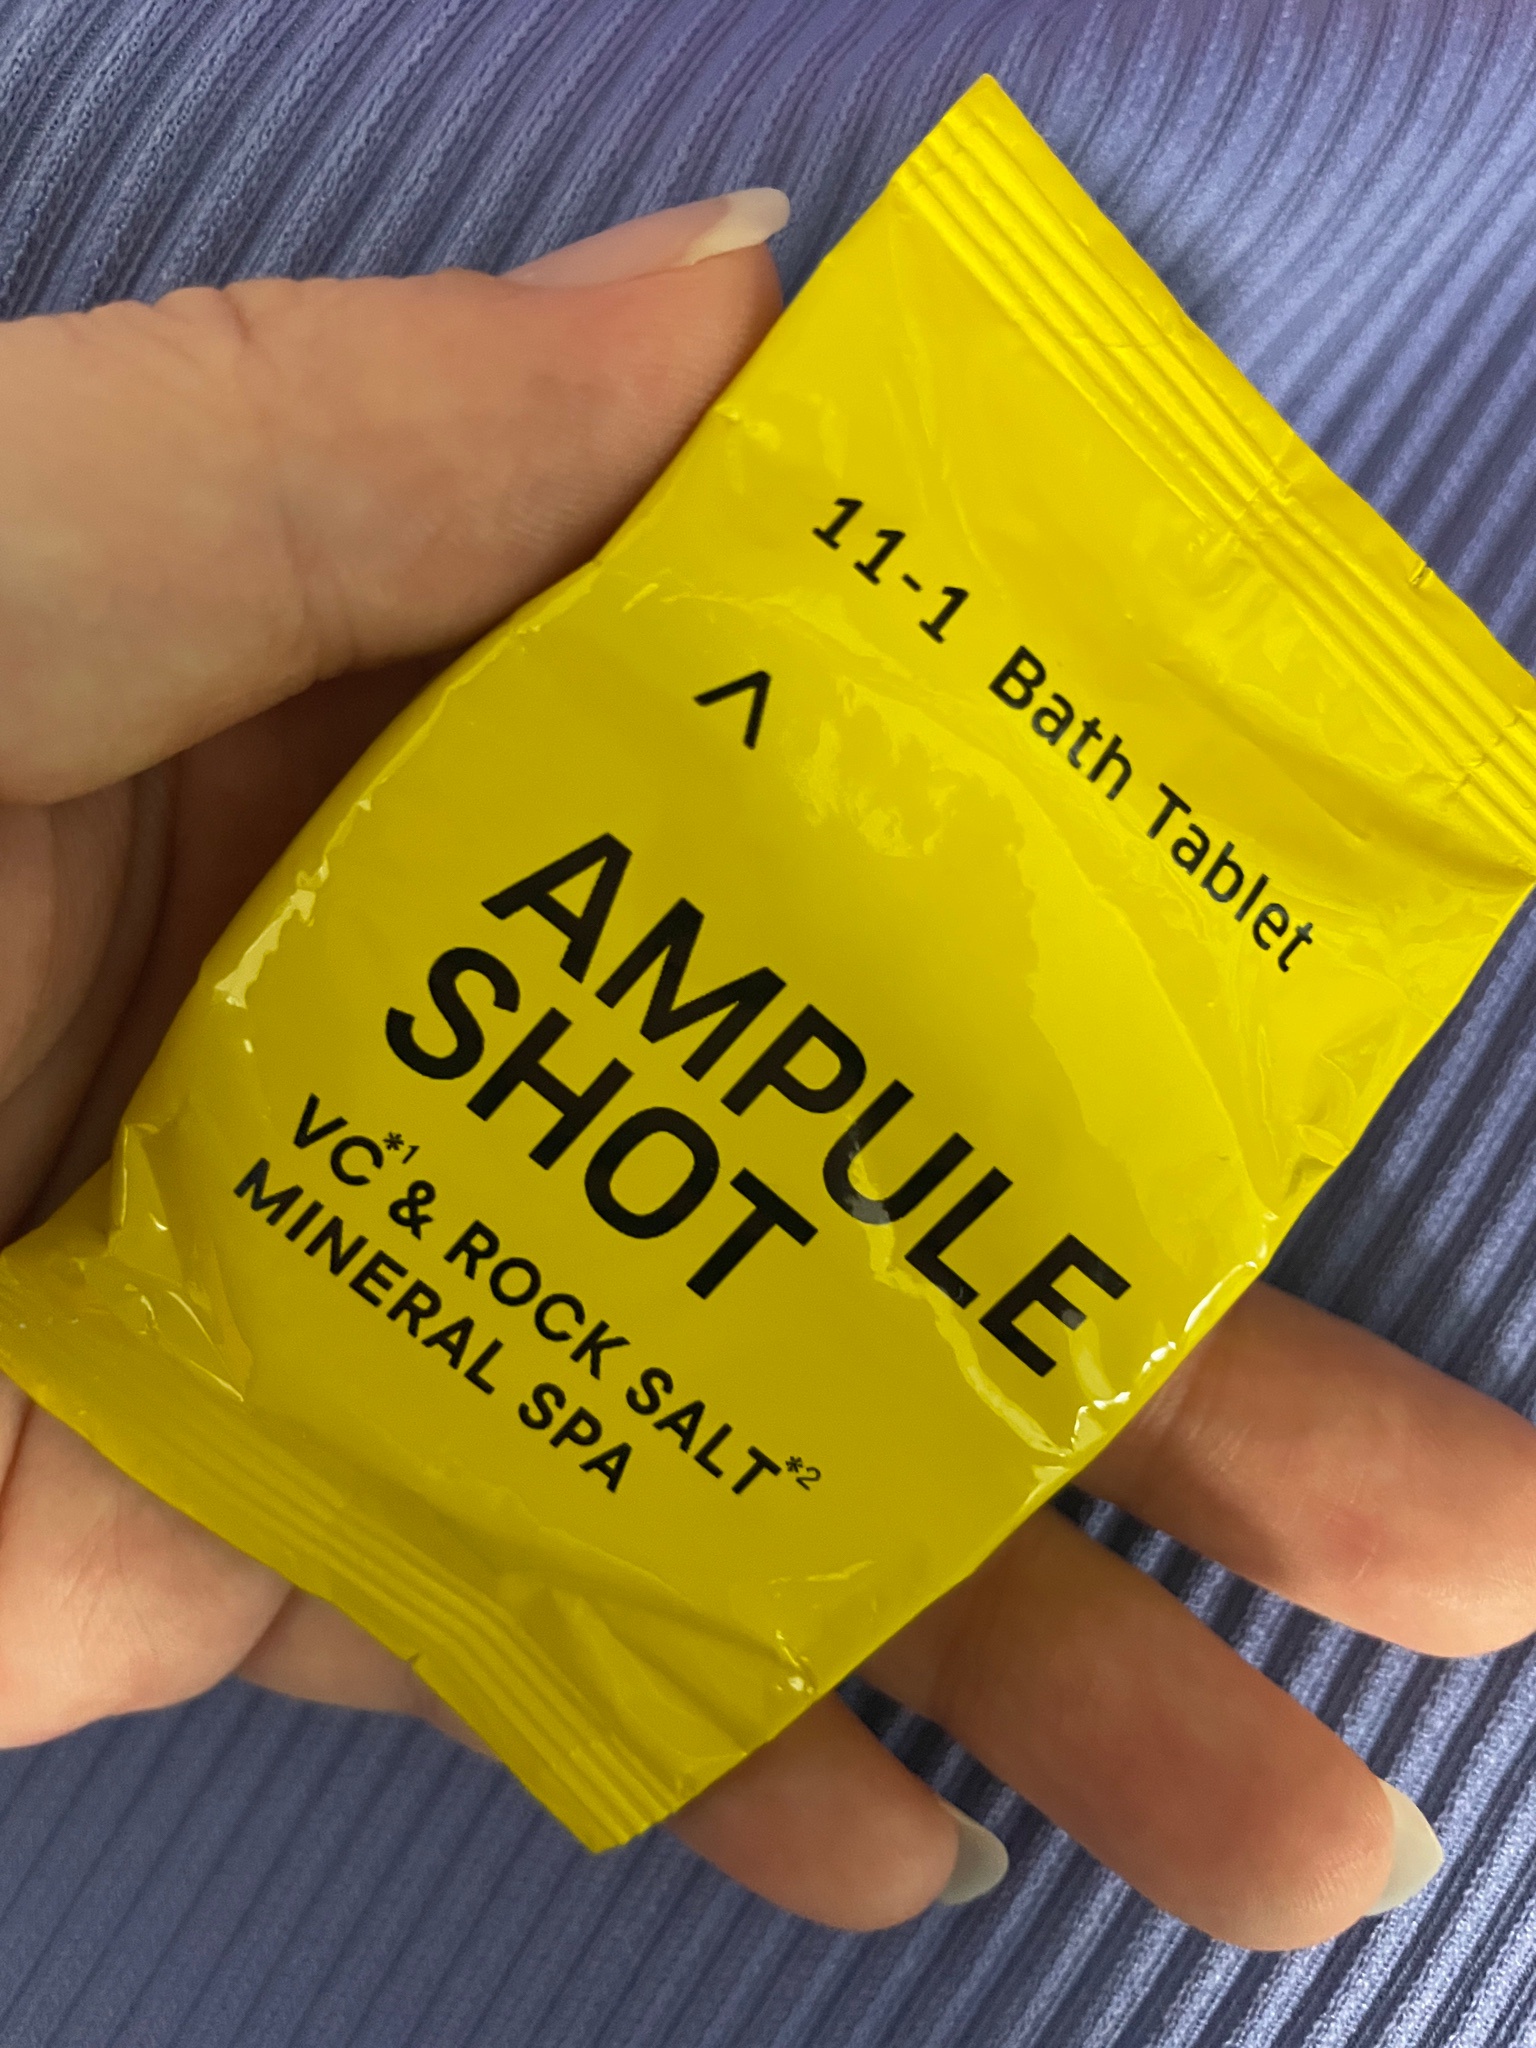 11-1 Bath Tablet
Λ
AMPULE
SHOT
VC*1 & ROCK SALT*2
MINERAL SPA